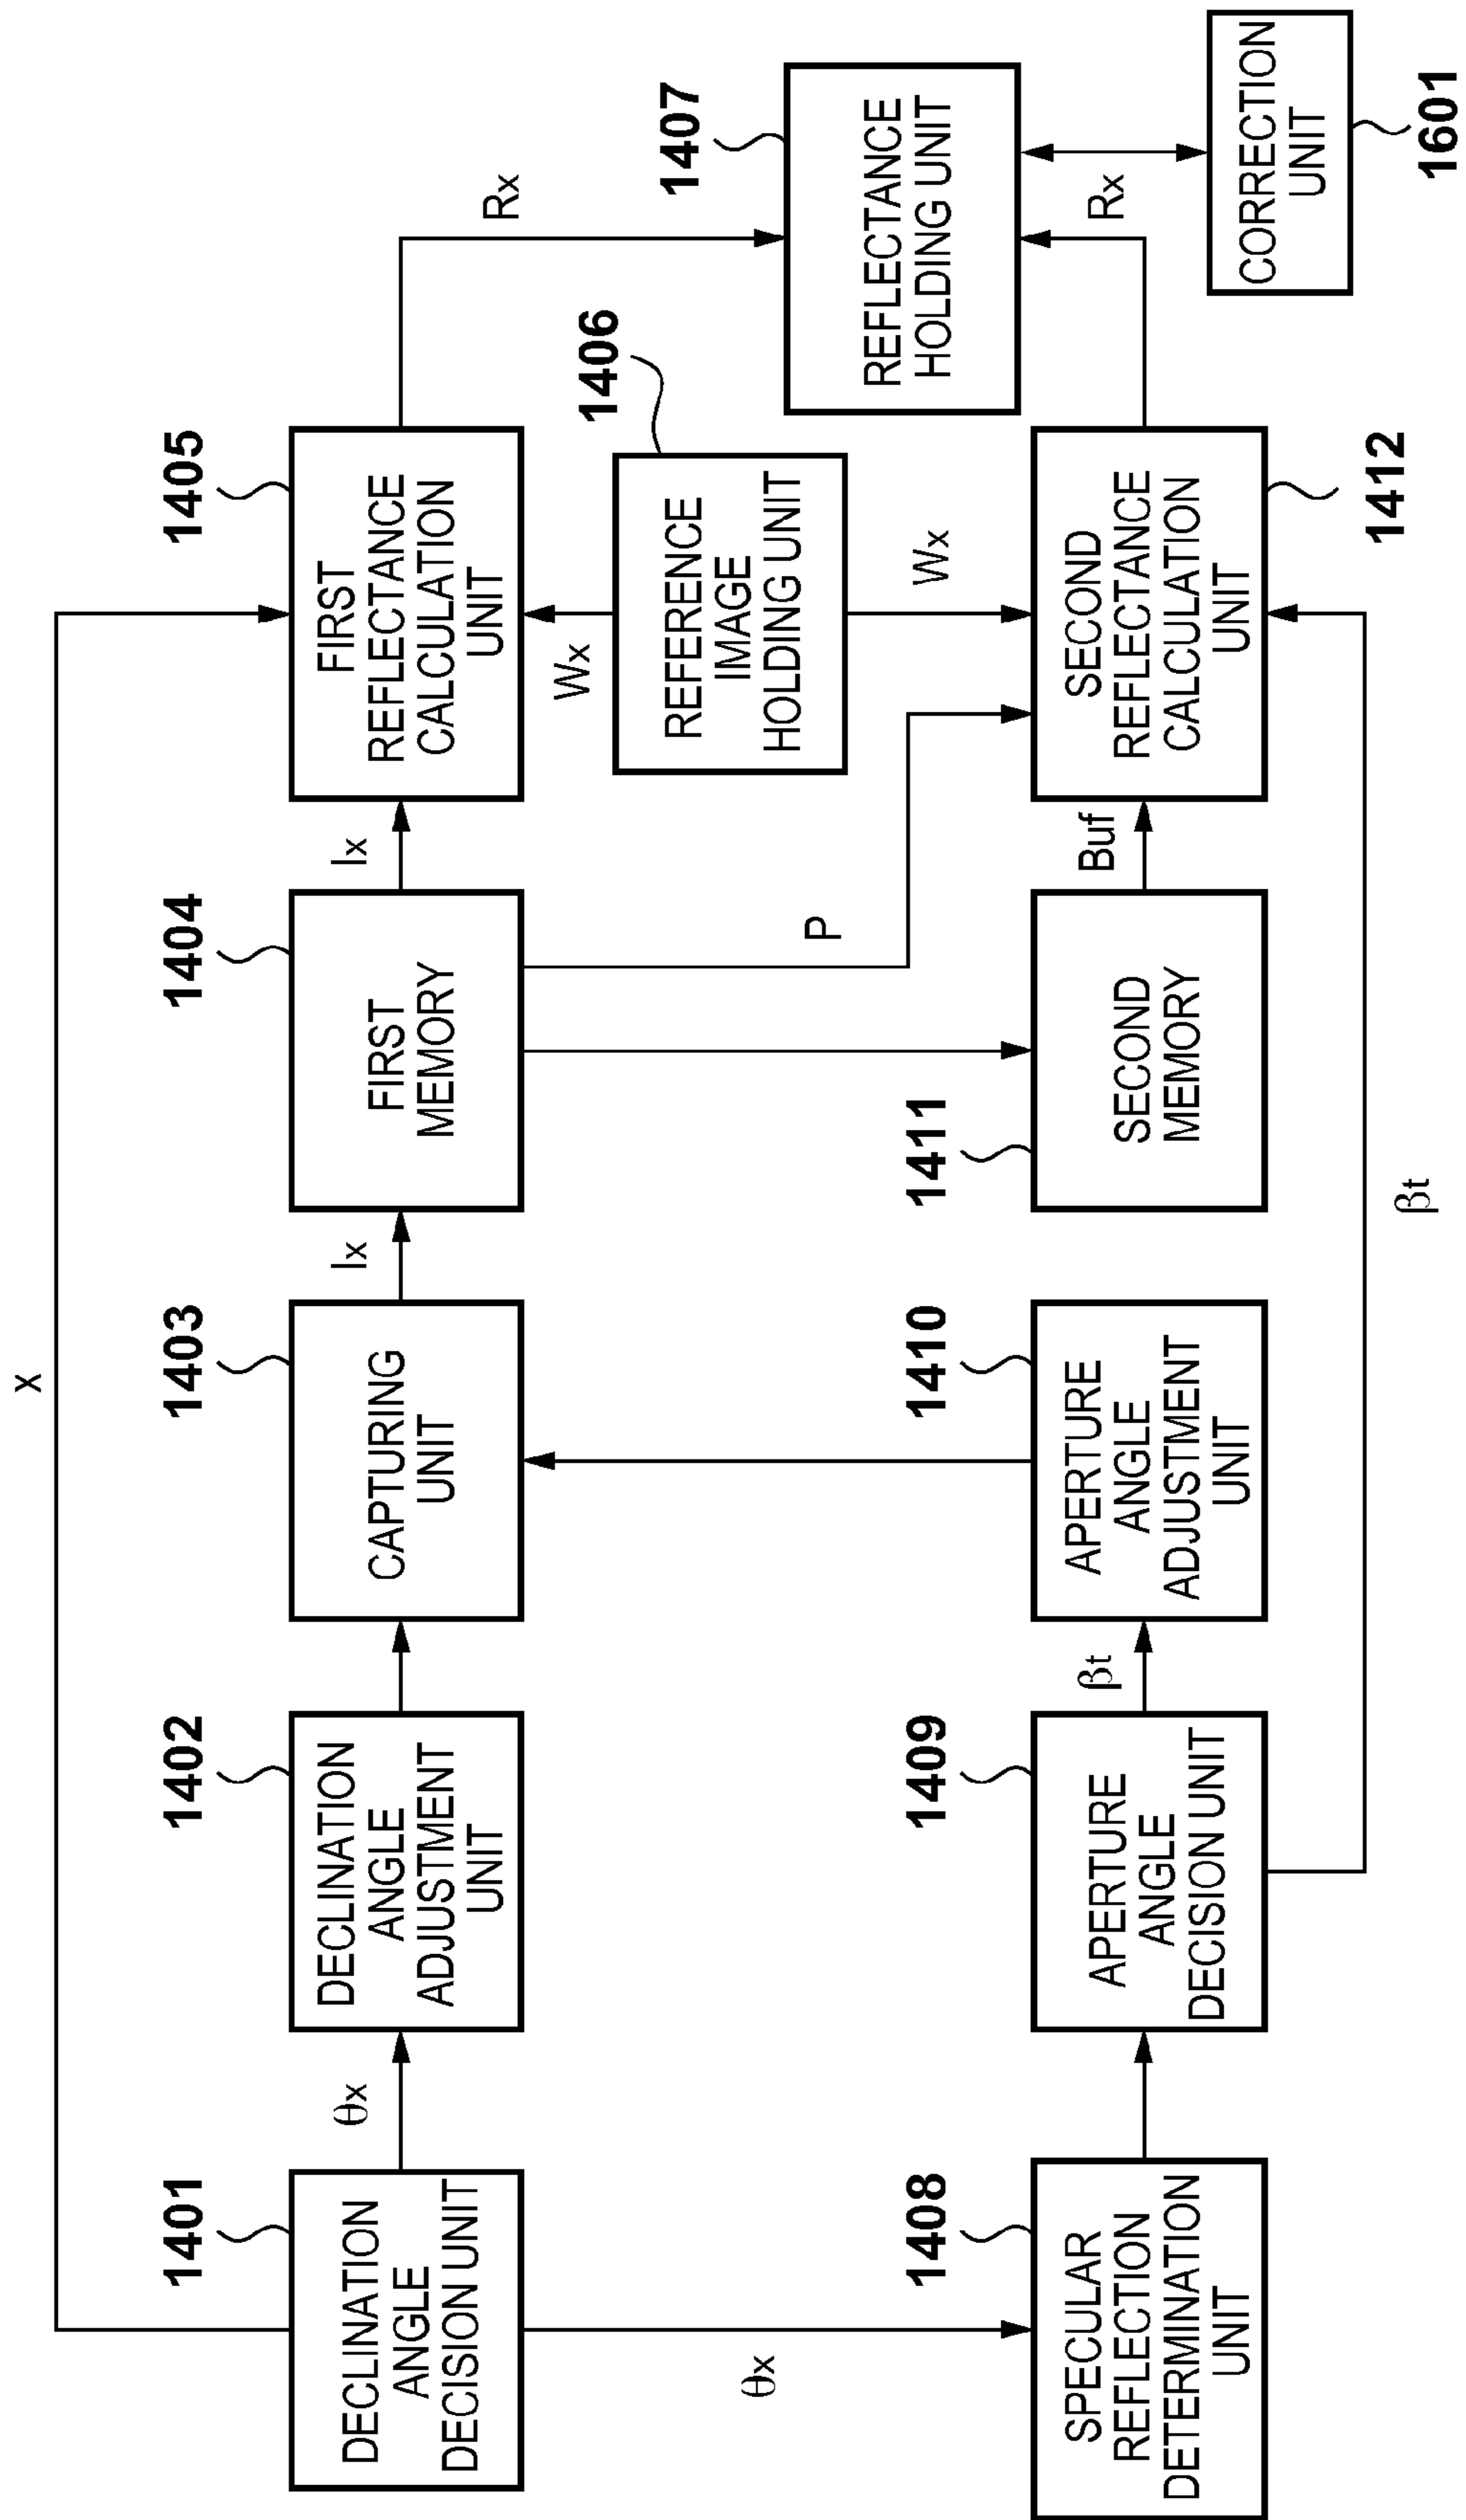 x
1401
DECLINATION
ANGLE
DECISION UNIT
θx
1402
DECLINATION
ANGLE
ADJUSTMENT
UNIT
1403
CAPTURING
UNIT
Ix
1404
FIRST
MEMORY
Ix
1405
FIRST
REFLECTANCE
CALCULATION
UNIT
Rx
Wx
1406
REFERENCE
IMAGE
HOLDING UNIT
Wx
1407
REFLECTANCE
HOLDING UNIT
θx
P
1408
SPECULAR
REFLECTION
DETERMINATION
UNIT
1409
APERTURE
ANGLE
DECISION UNIT
βt
1410
APERTURE
ANGLE
ADJUSTMENT
UNIT
1411
SECOND
MEMORY
Buf
SECOND
REFLECTANCE
CALCULATION
UNIT
1412
Rx
CORRECTION
UNIT
1601
βt